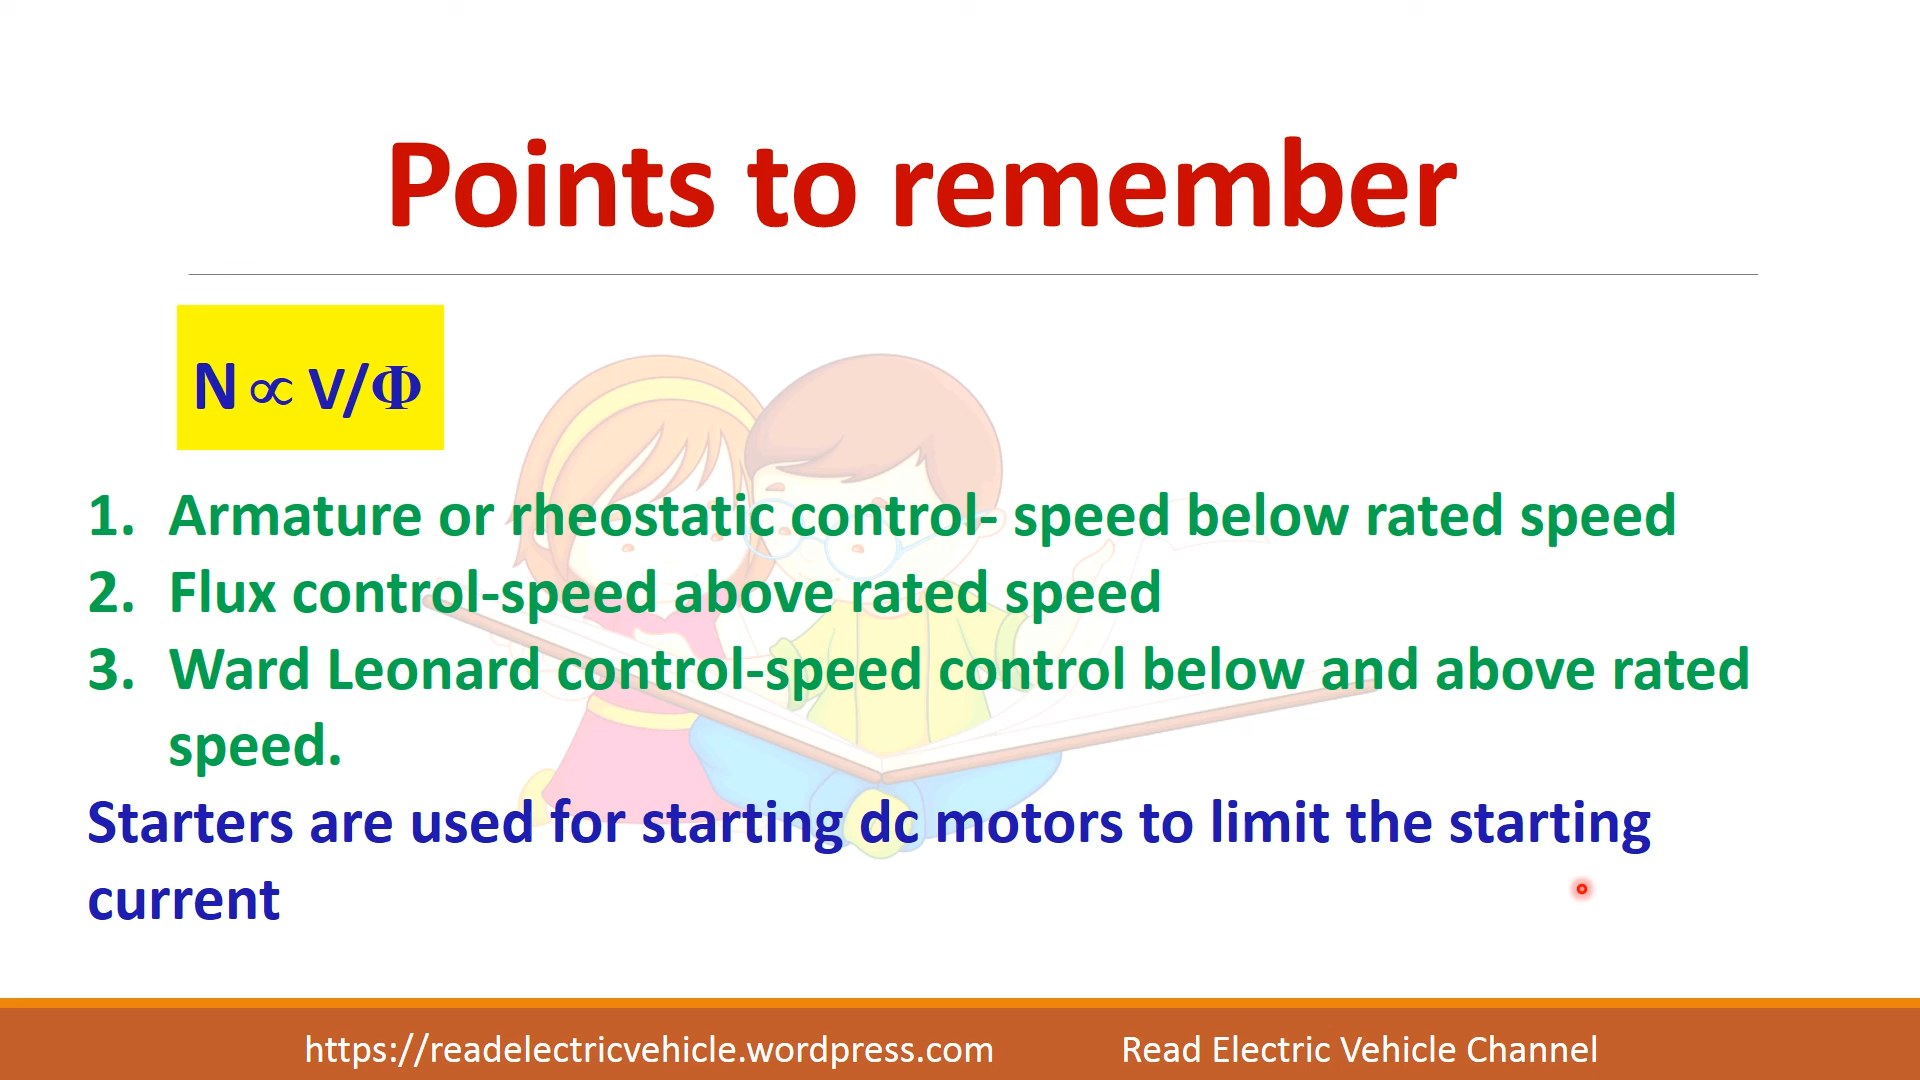 Points to remember
N ∝ V/Φ
1. Armature or rheostatic control- speed below rated speed
2. Flux control-speed above rated speed
3. Ward Leonard control-speed control below and above rated
speed.
Starters are used for starting dc motors to limit the starting
current
https://readelectricvehicle.wordpress.com Read Electric Vehicle Channel